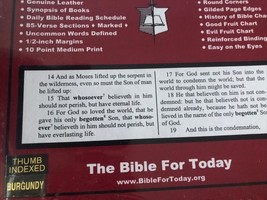 • Genuine Leather
• Synopsis of Books
• Daily Bible Reading Schedule
• 85-Verse Sections • Marked •
• Uncommon Words Defined
• 1/2-inch Margins
• 10 Point Medium Print
• Round Corners
• Gilded Page Edges
• History of Bible
• Good Fruit Chart
• Evil Fruit Chart
• Reinforced Binding
• Easy on the Eyes
14 And as Moses lifted up the serpent in
the wilderness, even so must the Son of man
be lifted up:
15 That whosoever believeth in him
should not perish, but have eternal life.
16 For God so loved the world, that he
gave his only begotten Son, that whoso-
ever believeth in him should not perish, but
have everlasting life.
17 For God sent not his Son into the
world to condemn the world; but that the
world through him might be saved.
18 He that believeth on him is not con-
demned: but he that believeth not is con-
demned already, because he hath not be-
lieved in the name of the only begotten Son
of God.
19 And this is the condemnation,
THUMB
INDEXED
BURGUNDY
The Bible For Today
www.BibleForToday.org